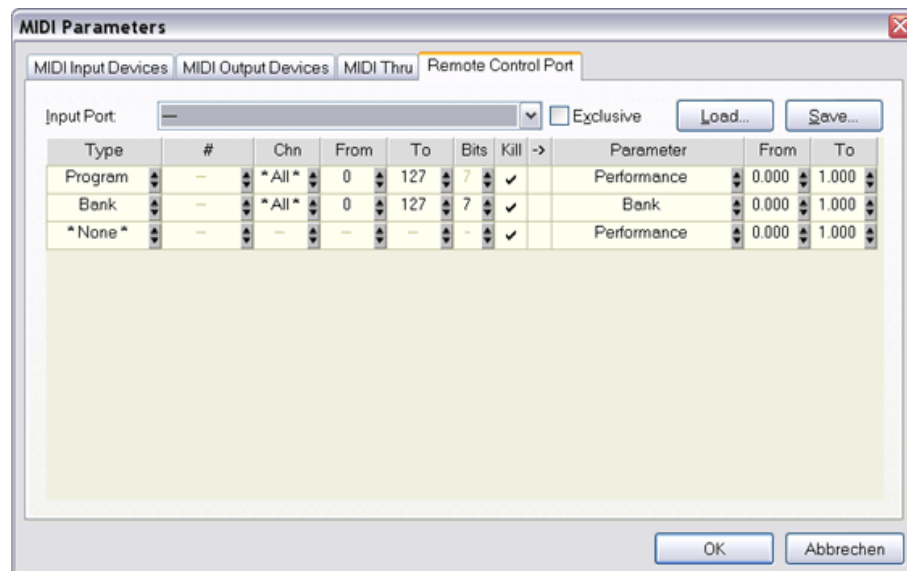 MIDI Parameters
MIDI Input Devices MIDI Output Devices MIDI Thru Remote Control Port
Input Port: — Exclusive Load... Save...
Type # Chn From To Bits Kill -> Parameter From To
Program — *All* 0 127 7 ✓ Performance 0.000 1.000
Bank — *All* 0 127 7 ✓ Bank 0.000 1.000
*None* — — — — - ✓ Performance 0.000 1.000
OK Abbrechen